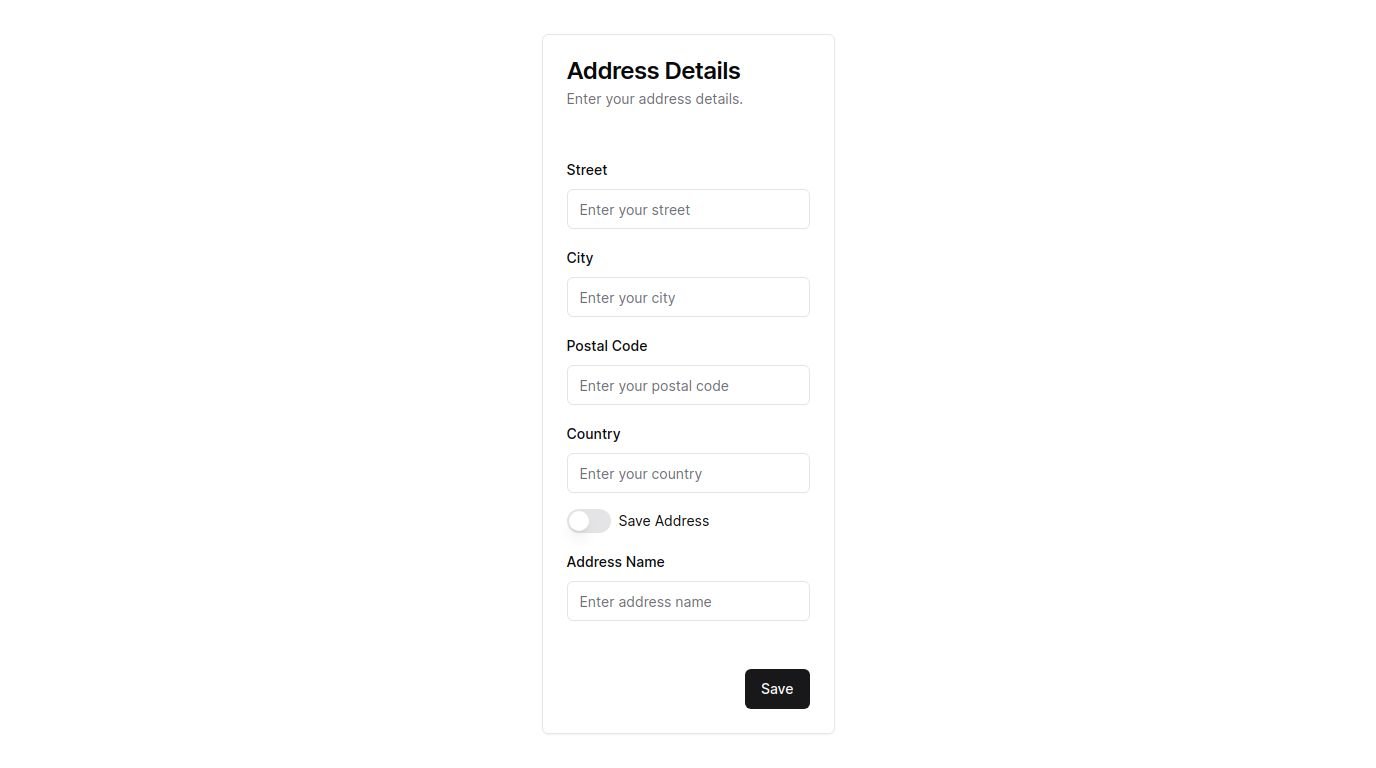 Address Details
Enter your address details.
Street
Enter your street
City
Enter your city
Postal Code
Enter your postal code
Country
Enter your country
Save Address
Address Name
Enter address name
Save